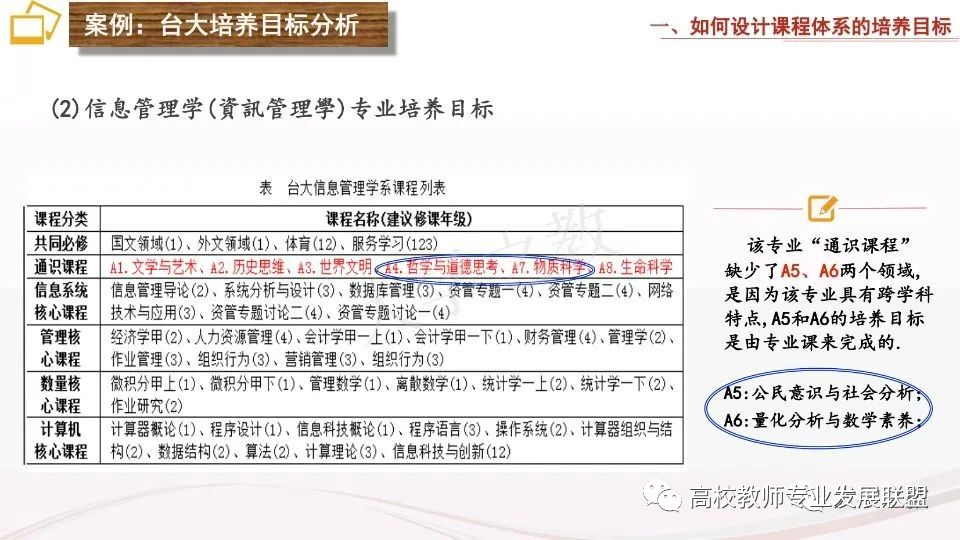 案例：台大培养目标分析
一、如何设计课程体系的培养目标
(2)信息管理学(資訊管理學)专业培养目标
表 台大信息管理学系课程列表
课程分类 课程名称(建议修课年级)
共同必修 国文领域(1)、外文领域(1)、体育(12)、服务学习(123)
通识课程 A1.文学与艺术、A2.历史思维、A3.世界文明、A4.哲学与道德思考、A7.物质科学、A8.生命科学
信息系统 信息管理导论(2)、系统分析与设计(3)、数据库管理(3)、资管专题一(4)、资管专题二(4)、网络
核心课程 技术与应用(3)、资管专题讨论二(4)、资管专题讨论一(4)
管理核 经济学甲(2)、人力资源管理(4)、会计学甲一上(1)、会计学甲一下(1)、财务管理(4)、管理学(2)、
心课程 作业管理(3)、组织行为(3)、营销管理(3)、组织行为(3)
数量核 微积分甲上(1)、微积分甲下(1)、管理数学(1)、离散数学(1)、统计学一上(2)、统计学一下(2)、
心课程 作业研究(2)
计算机 计算器概论(1)、程序设计(1)、信息科技概论(1)、程序语言(3)、操作系统(2)、计算器组织与结
核心课程 构(2)、数据结构(2)、算法(2)、计算理论(3)、信息科技与创新(12)
该专业“通识课程”
缺少了A5、A6两个领域,
是因为该专业具有跨学科
特点,A5和A6的培养目标
是由专业课来完成的.
A5:公民意识与社会分析;
A6:量化分析与数学素养;
高校教师专业发展联盟